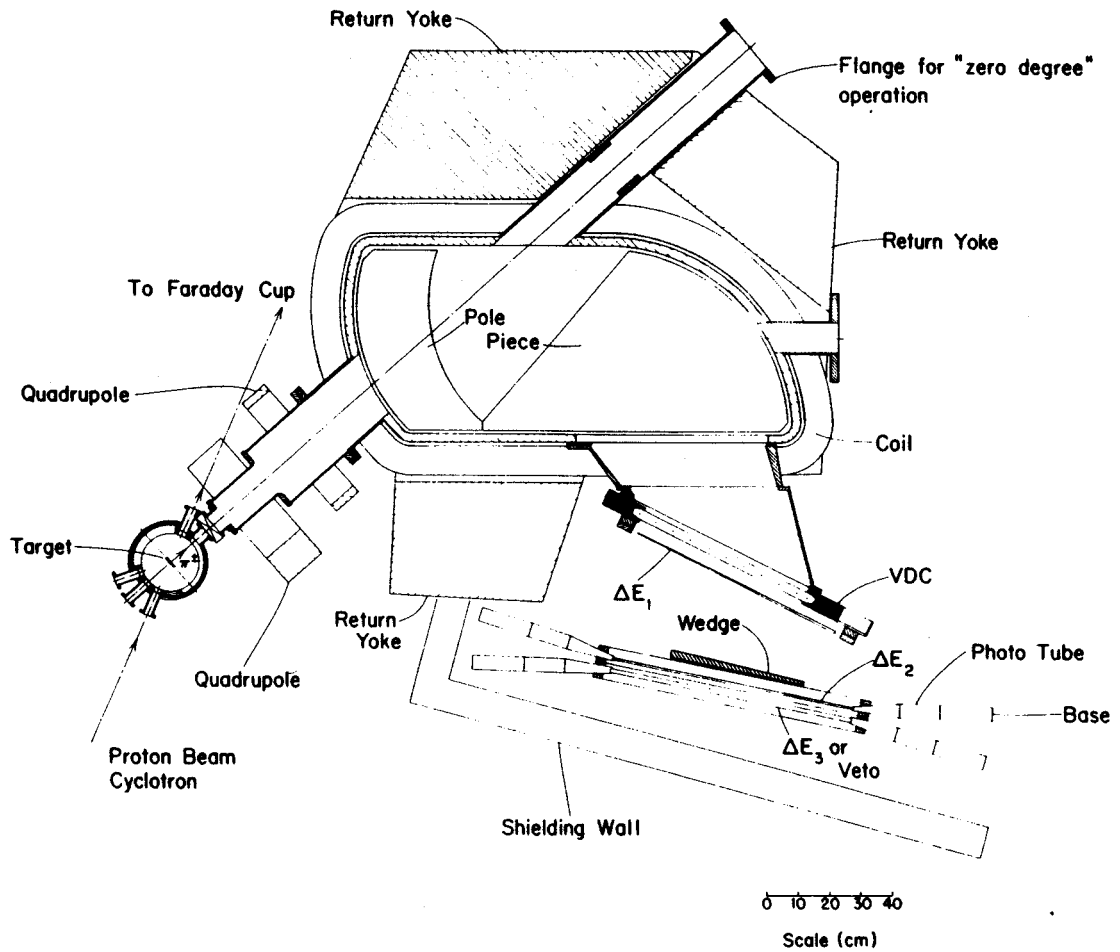 Return Yoke
Flange for "zero degree"
operation
Return Yoke
To Faraday Cup
Pole
Piece
Quadrupole
Coil
Target
π±
ΔE1
VDC
Return
Yoke
Wedge
Quadrupole
ΔE2
Photo Tube
Base
ΔE3 or
Veto
Proton Beam
Cyclotron
Shielding Wall
0 10 20 30 40
Scale (cm)